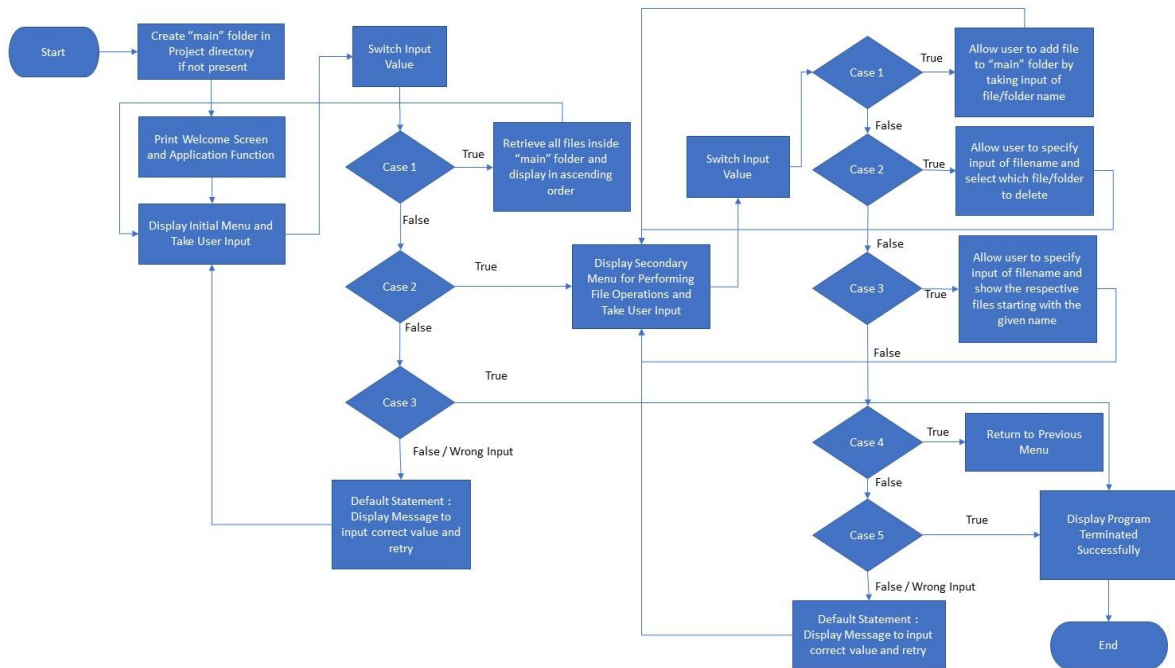 Start
Create “main” folder in
Project directory
if not present
Print Welcome Screen
and Application Function
Display Initial Menu and
Take User Input
Switch Input
Value
Case 1
True
Retrieve all files inside
“main” folder and
display in ascending
order
False
Case 2
True
False
Case 3
True
False / Wrong Input
Default Statement :
Display Message to
input correct value and
retry
Display Secondary
Menu for Performing
File Operations and
Take User Input
Switch Input
Value
Case 1
True
Allow user to add file
to “main” folder by
taking input of
file/folder name
False
Case 2
True
Allow user to specify
input of filename and
select which file/folder
to delete
False
Case 3
True
Allow user to specify
input of filename and
show the respective
files starting with the
given name
False
Case 4
True
Return to Previous
Menu
False
Case 5
True
Display Program
Terminated
Successfully
False / Wrong Input
Default Statement :
Display Message to input
correct value and retry
End